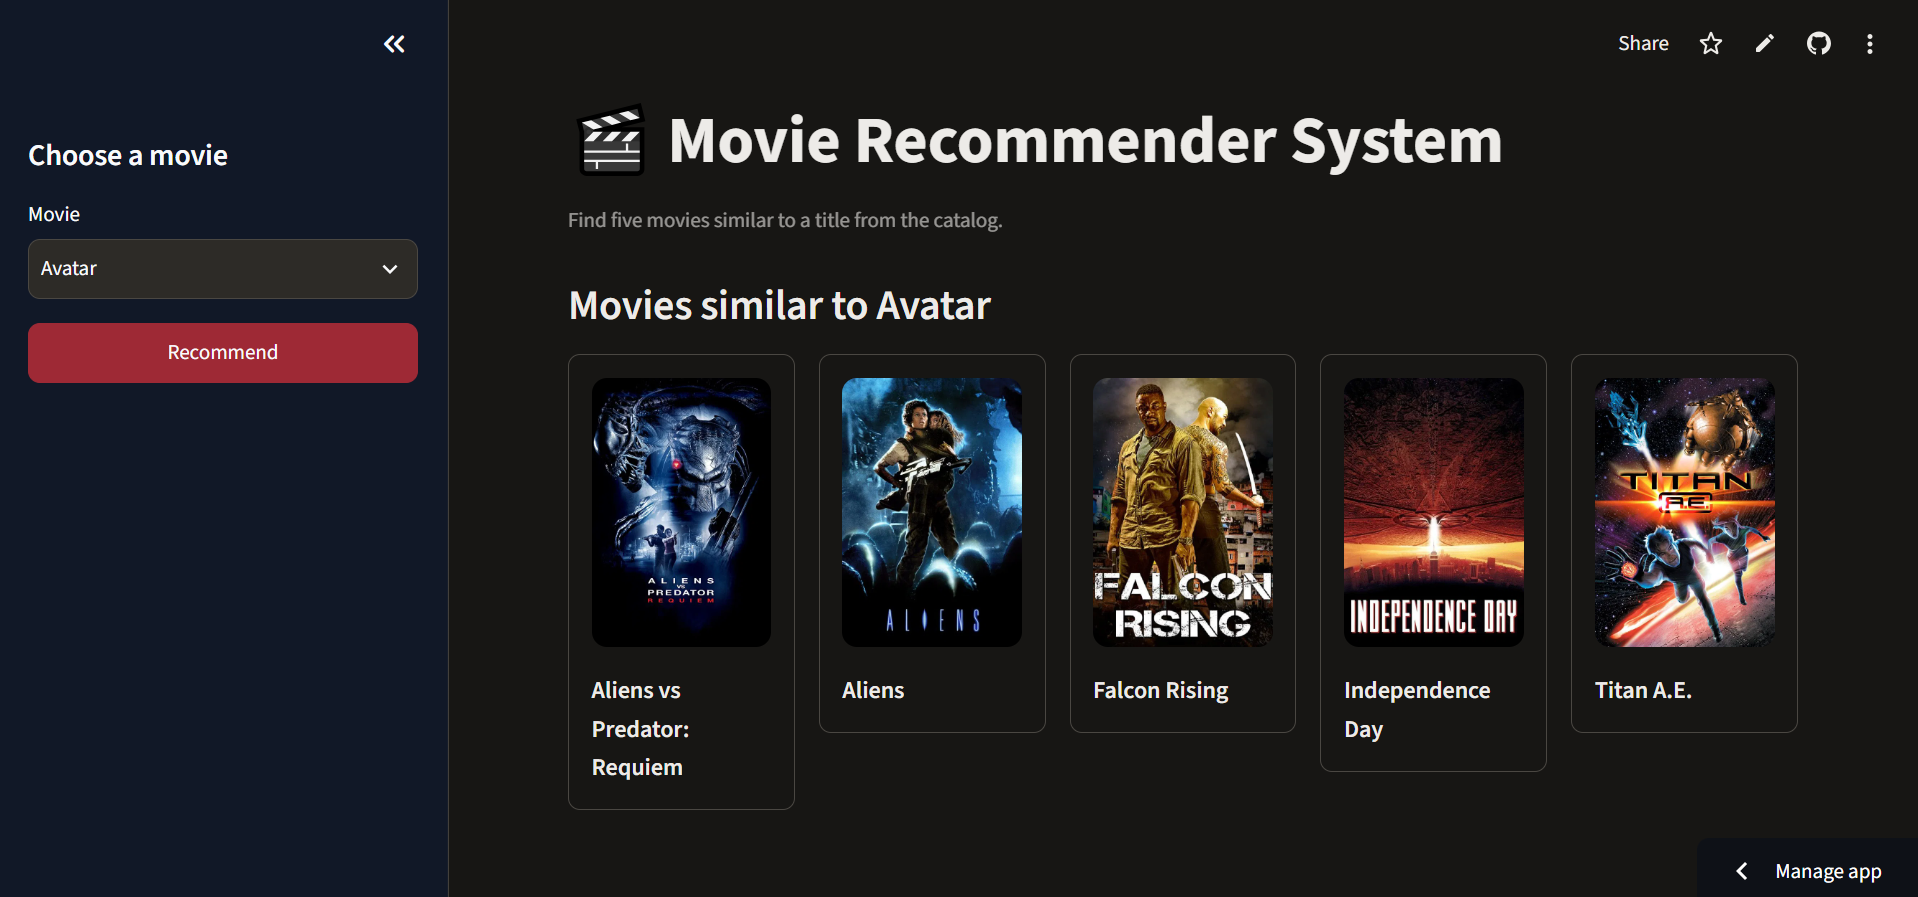 Share
Choose a movie
Movie
Avatar
Recommend
Movie Recommender System
Find five movies similar to a title from the catalog.
Movies similar to Avatar
ALIENS
VS
PREDATOR
REQUIEM
Aliens vs
Predator:
Requiem
ALIENS
Aliens
FALCON
RISING
Falcon Rising
INDEPENDENCE DAY
Independence
Day
TITAN
A.E.
Titan A.E.
Manage app